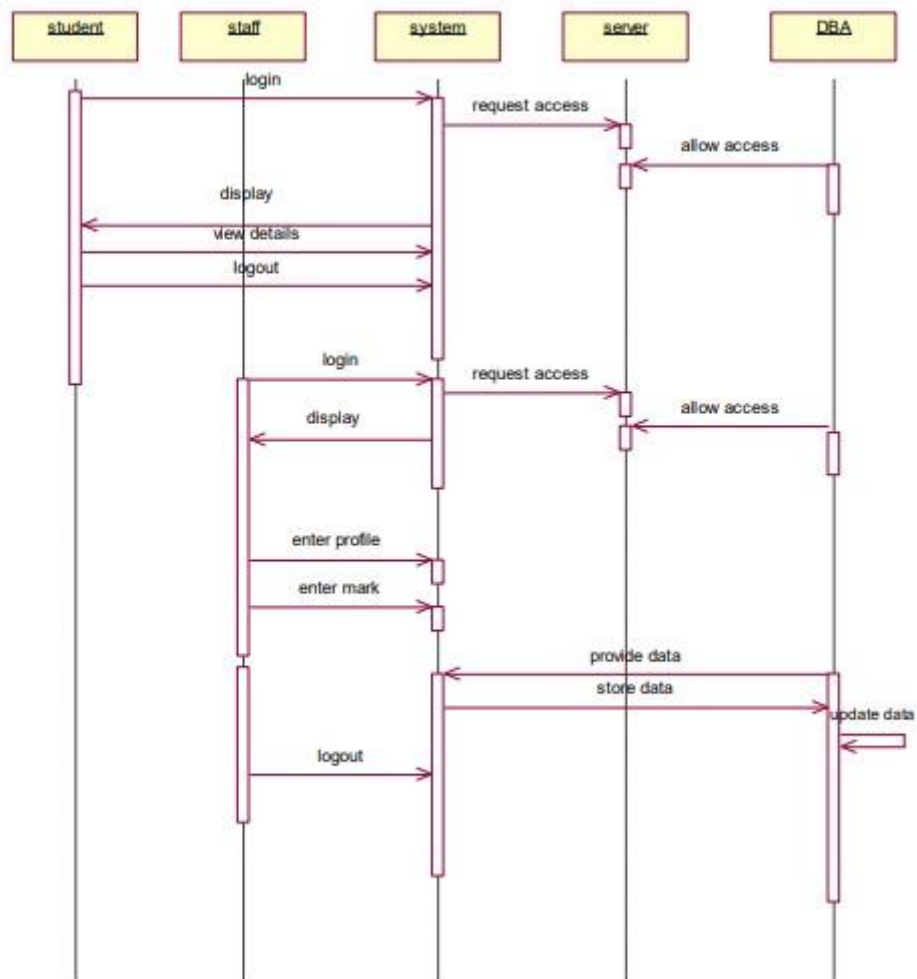 student
staff
system
server
DBA
login
request access
allow access
display
view details
logout
login
request access
allow access
display
enter profile
enter mark
provide data
store data
update data
logout